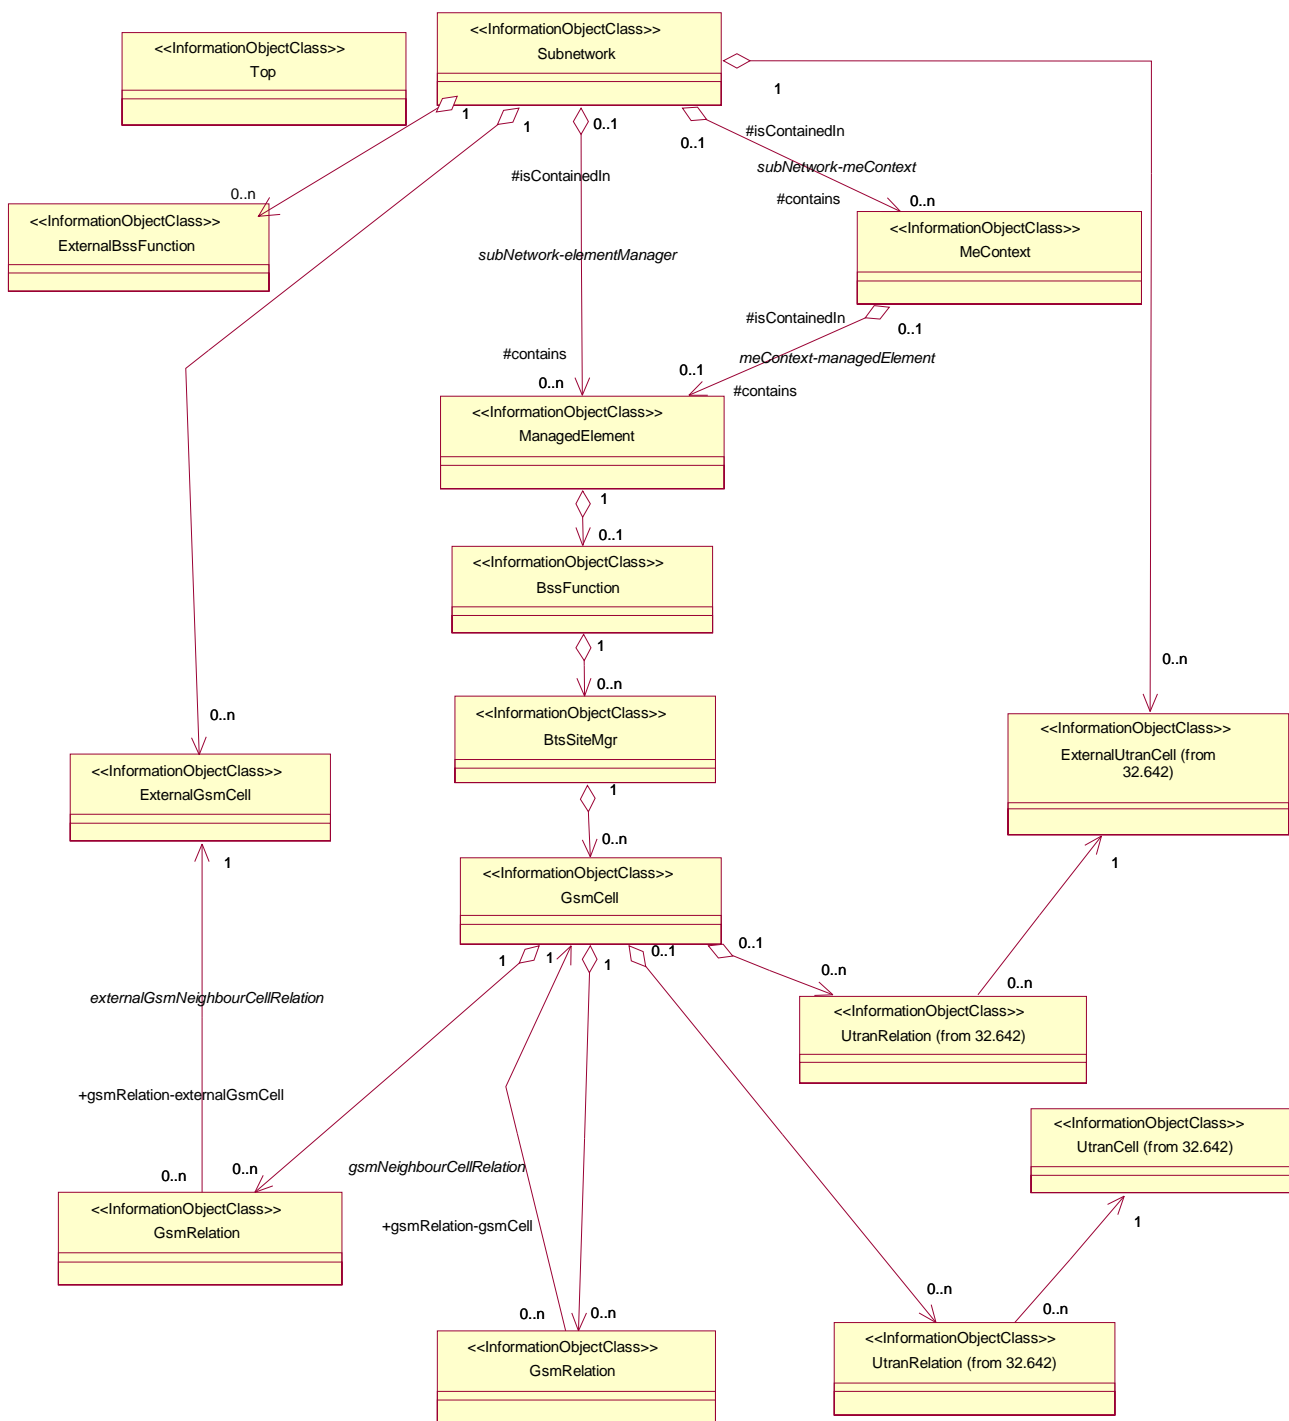 <<InformationObjectClass>>
Subnetwork
<<InformationObjectClass>>
Top
1
1
1
0..1
0..1
#isContainedIn
subNetwork-meContext
#isContainedIn
#contains
0..n
0..n
<<InformationObjectClass>>
ExternalBssFunction
<<InformationObjectClass>>
MeContext
subNetwork-elementManager
#isContainedIn
0..1
meContext-managedElement
#contains
0..1
0..n
#contains
<<InformationObjectClass>>
ManagedElement
1
0..1
<<InformationObjectClass>>
BssFunction
1
0..n
0..n
0..n
<<InformationObjectClass>>
BtsSiteMgr
<<InformationObjectClass>>
ExternalUtranCell (from
32.642)
<<InformationObjectClass>>
ExternalGsmCell
1
0..n
1
1
<<InformationObjectClass>>
GsmCell
1
1
1
0..1
0..1
0..n
0..n
externalGsmNeighbourCellRelation
<<InformationObjectClass>>
UtranRelation (from 32.642)
+gsmRelation-externalGsmCell
<<InformationObjectClass>>
UtranCell (from 32.642)
0..n
0..n
gsmNeighbourCellRelation
<<InformationObjectClass>>
GsmRelation
+gsmRelation-gsmCell
1
0..n
0..n
0..n
0..n
<<InformationObjectClass>>
GsmRelation
<<InformationObjectClass>>
UtranRelation (from 32.642)